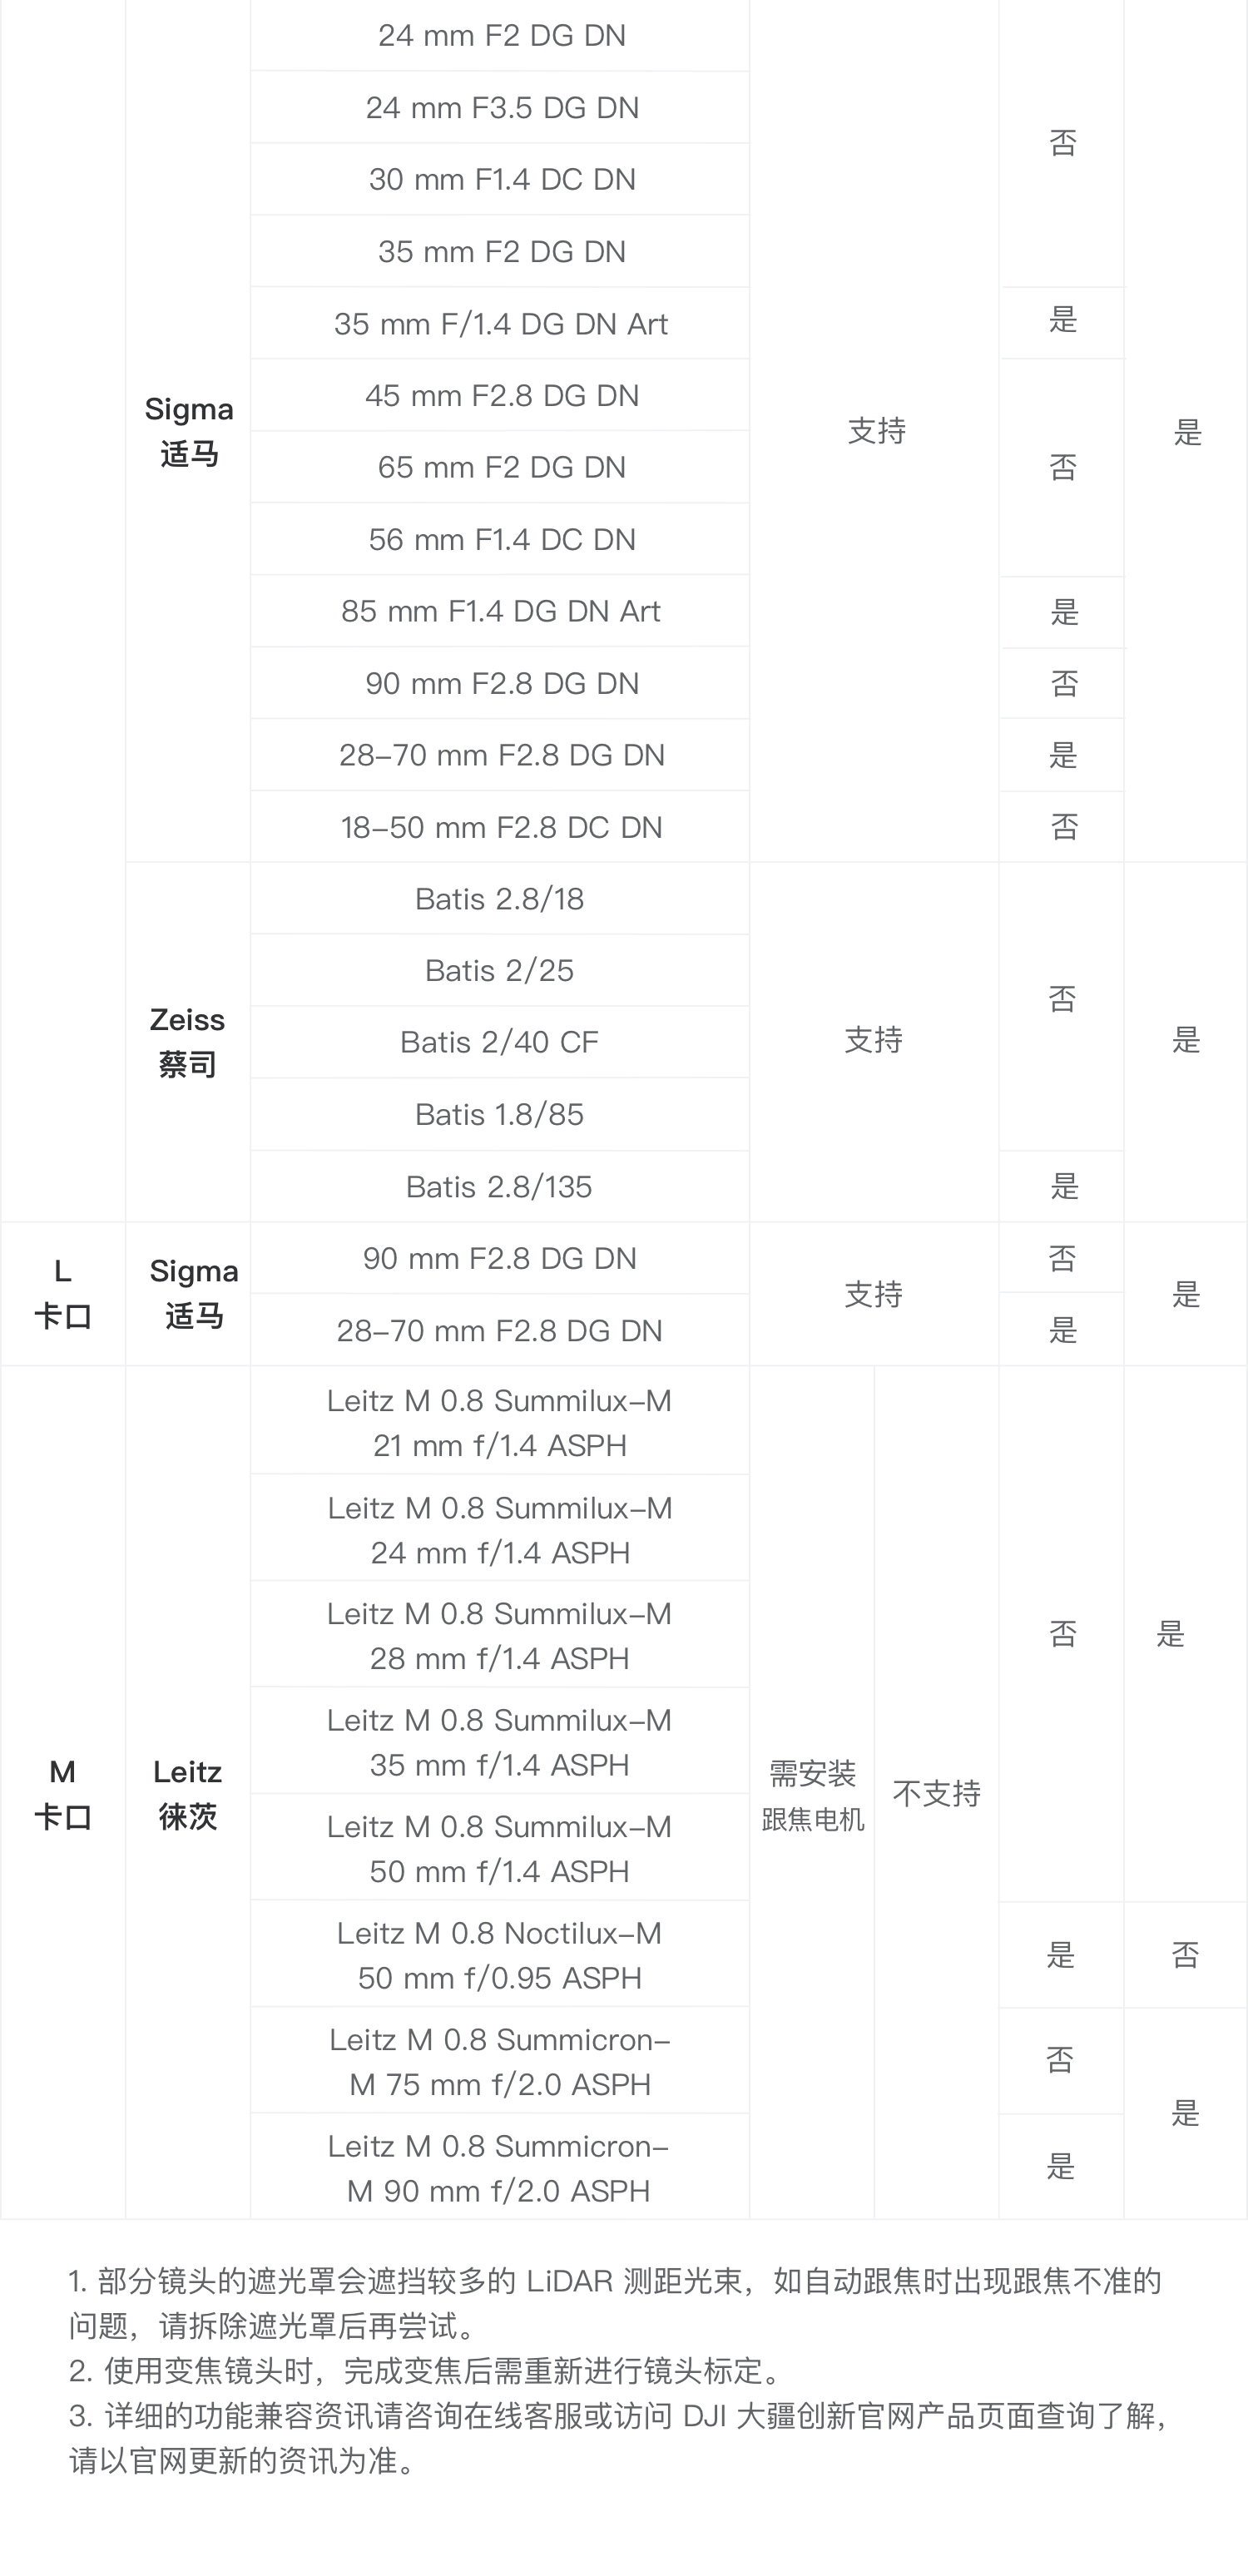 24 mm F2 DG DN
24 mm F3.5 DG DN
否
30 mm F1.4 DC DN
35 mm F2 DG DN
35 mm F/1.4 DG DN Art
是
Sigma
适马
45 mm F2.8 DG DN
支持
是
65 mm F2 DG DN
否
56 mm F1.4 DC DN
85 mm F1.4 DG DN Art
是
90 mm F2.8 DG DN
否
28–70 mm F2.8 DG DN
是
18–50 mm F2.8 DC DN
否
Batis 2.8/18
Batis 2/25
否
Zeiss
蔡司
Batis 2/40 CF
支持
是
Batis 1.8/85
Batis 2.8/135
是
L
卡口
Sigma
适马
90 mm F2.8 DG DN
支持
否
是
28–70 mm F2.8 DG DN
是
Leitz M 0.8 Summilux–M
21 mm f/1.4 ASPH
Leitz M 0.8 Summilux–M
24 mm f/1.4 ASPH
Leitz M 0.8 Summilux–M
28 mm f/1.4 ASPH
否
是
Leitz M 0.8 Summilux–M
35 mm f/1.4 ASPH
M
卡口
Leitz
徕茨
需安装
跟焦电机
不支持
Leitz M 0.8 Summilux–M
50 mm f/1.4 ASPH
Leitz M 0.8 Noctilux–M
50 mm f/0.95 ASPH
是
否
Leitz M 0.8 Summicron–
M 75 mm f/2.0 ASPH
否
是
Leitz M 0.8 Summicron–
M 90 mm f/2.0 ASPH
是
1. 部分镜头的遮光罩会遮挡较多的 LiDAR 测距光束，如自动跟焦时出现跟焦不准的
问题，请拆除遮光罩后再尝试。
2. 使用变焦镜头时，完成变焦后需重新进行镜头标定。
3. 详细的功能兼容资讯请咨询在线客服或访问 DJI 大疆创新官网产品页面查询了解，
请以官网更新的资讯为准。